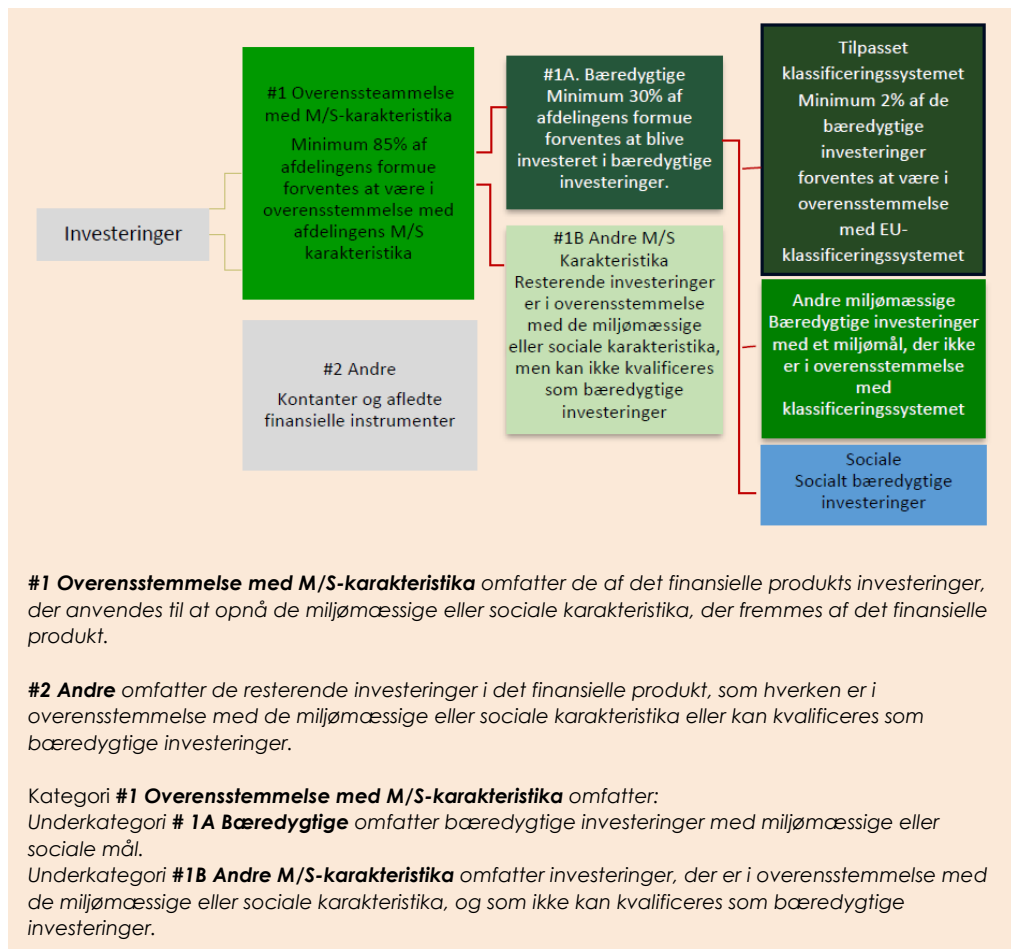 Investeringer
#1 Overenssteammelse
med M/S-karakteristika
Minimum 85% af
afdelingens formue
forventes at være i
overensstemmelse med
afdelingens M/S
karakteristika
#2 Andre
Kontanter og afledte
finansielle instrumenter
#1A. Bæredygtige
Minimum 30% af
afdelingens formue
forventes at blive
investeret i bæredygtige
investeringer.
#1B Andre M/S
Karakteristika
Resterende investeringer
er i overensstemmelse
med de miljømæssige
eller sociale karakteristika,
men kan ikke kvalificeres
som bæredygtige
investeringer
Tilpasset
klassificeringssystemet
Minimum 2% af de
bæredygtige
investeringer
forventes at være i
overensstemmelse
med EU-
klassificeringssystemet
Andre miljømæssige
Bæredygtige investeringer
med et miljømål, der ikke
er i overensstemmelse
med
klassificeringssystemet
Sociale
Socialt bæredygtige
investeringer
#1 Overensstemmelse med M/S-karakteristika omfatter de af det finansielle produkts investeringer,
der anvendes til at opnå de miljømæssige eller sociale karakteristika, der fremmes af det finansielle
produkt.
#2 Andre omfatter de resterende investeringer i det finansielle produkt, som hverken er i
overensstemmelse med de miljømæssige eller sociale karakteristika eller kan kvalificeres som
bæredygtige investeringer.
Kategori #1 Overensstemmelse med M/S-karakteristika omfatter:
Underkategori # 1A Bæredygtige omfatter bæredygtige investeringer med miljømæssige eller
sociale mål.
Underkategori #1B Andre M/S-karakteristika omfatter investeringer, der er i overensstemmelse med
de miljømæssige eller sociale karakteristika, og som ikke kan kvalificeres som bæredygtige
investeringer.